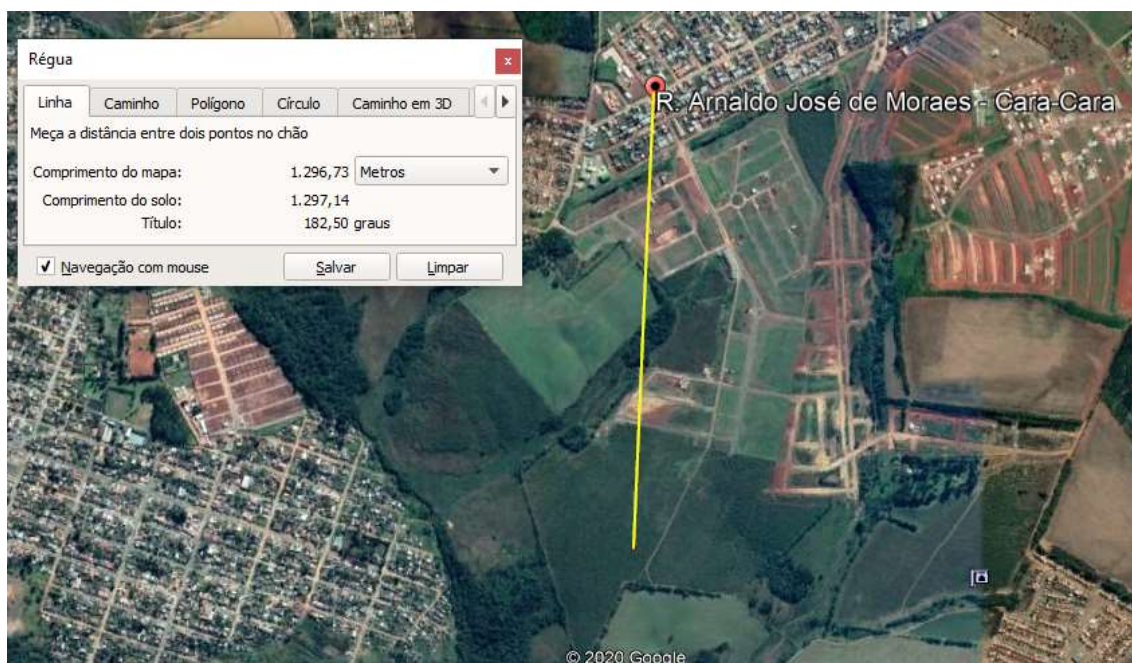 Régua
x
Linha Caminho Polígono Círculo Caminho em 3D
Meça a distância entre dois pontos no chão
Comprimento do mapa: 1.296,73 Metros
Comprimento do solo: 1.297,14
Título: 182,50 graus
Navegação com mouse Salvar Limpar
R. Arnaldo José de Moraes - Cara-Cara
© 2020 Google